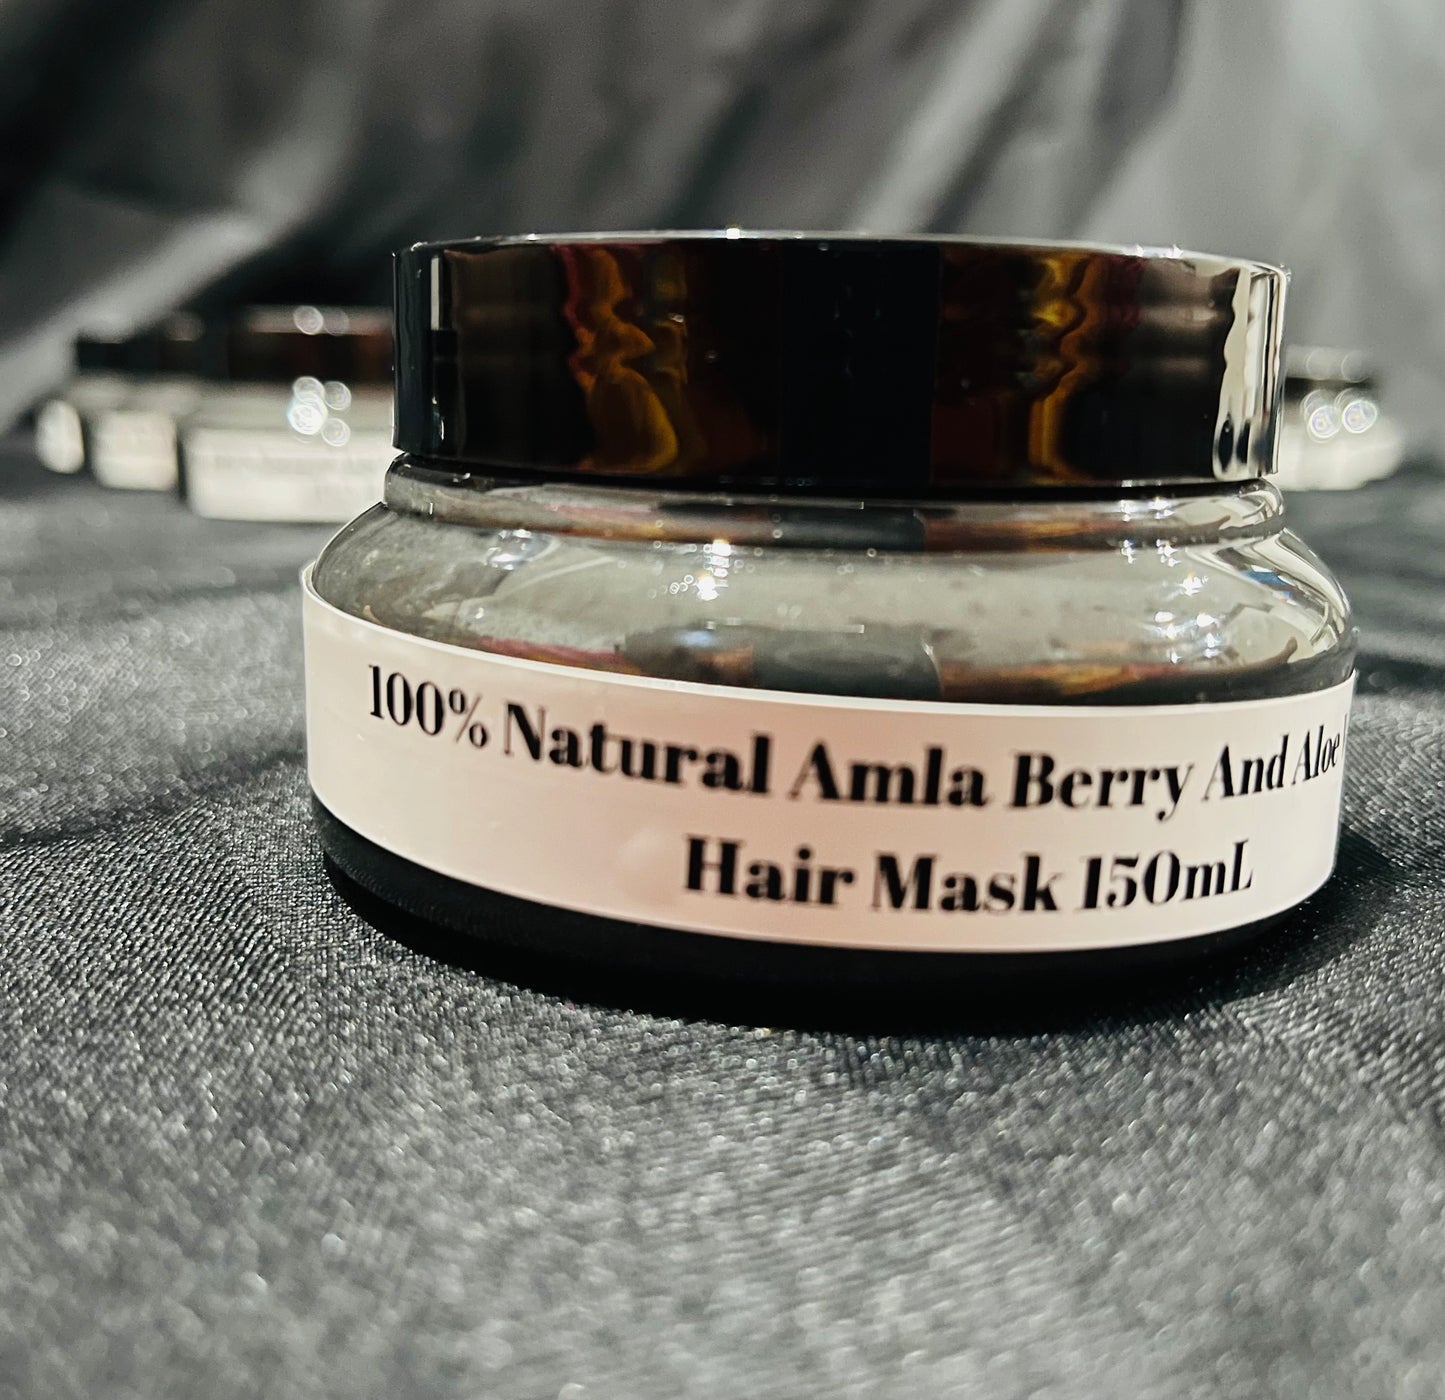 100% Natural Amla Berry And Aloe
Hair Mask 150mL